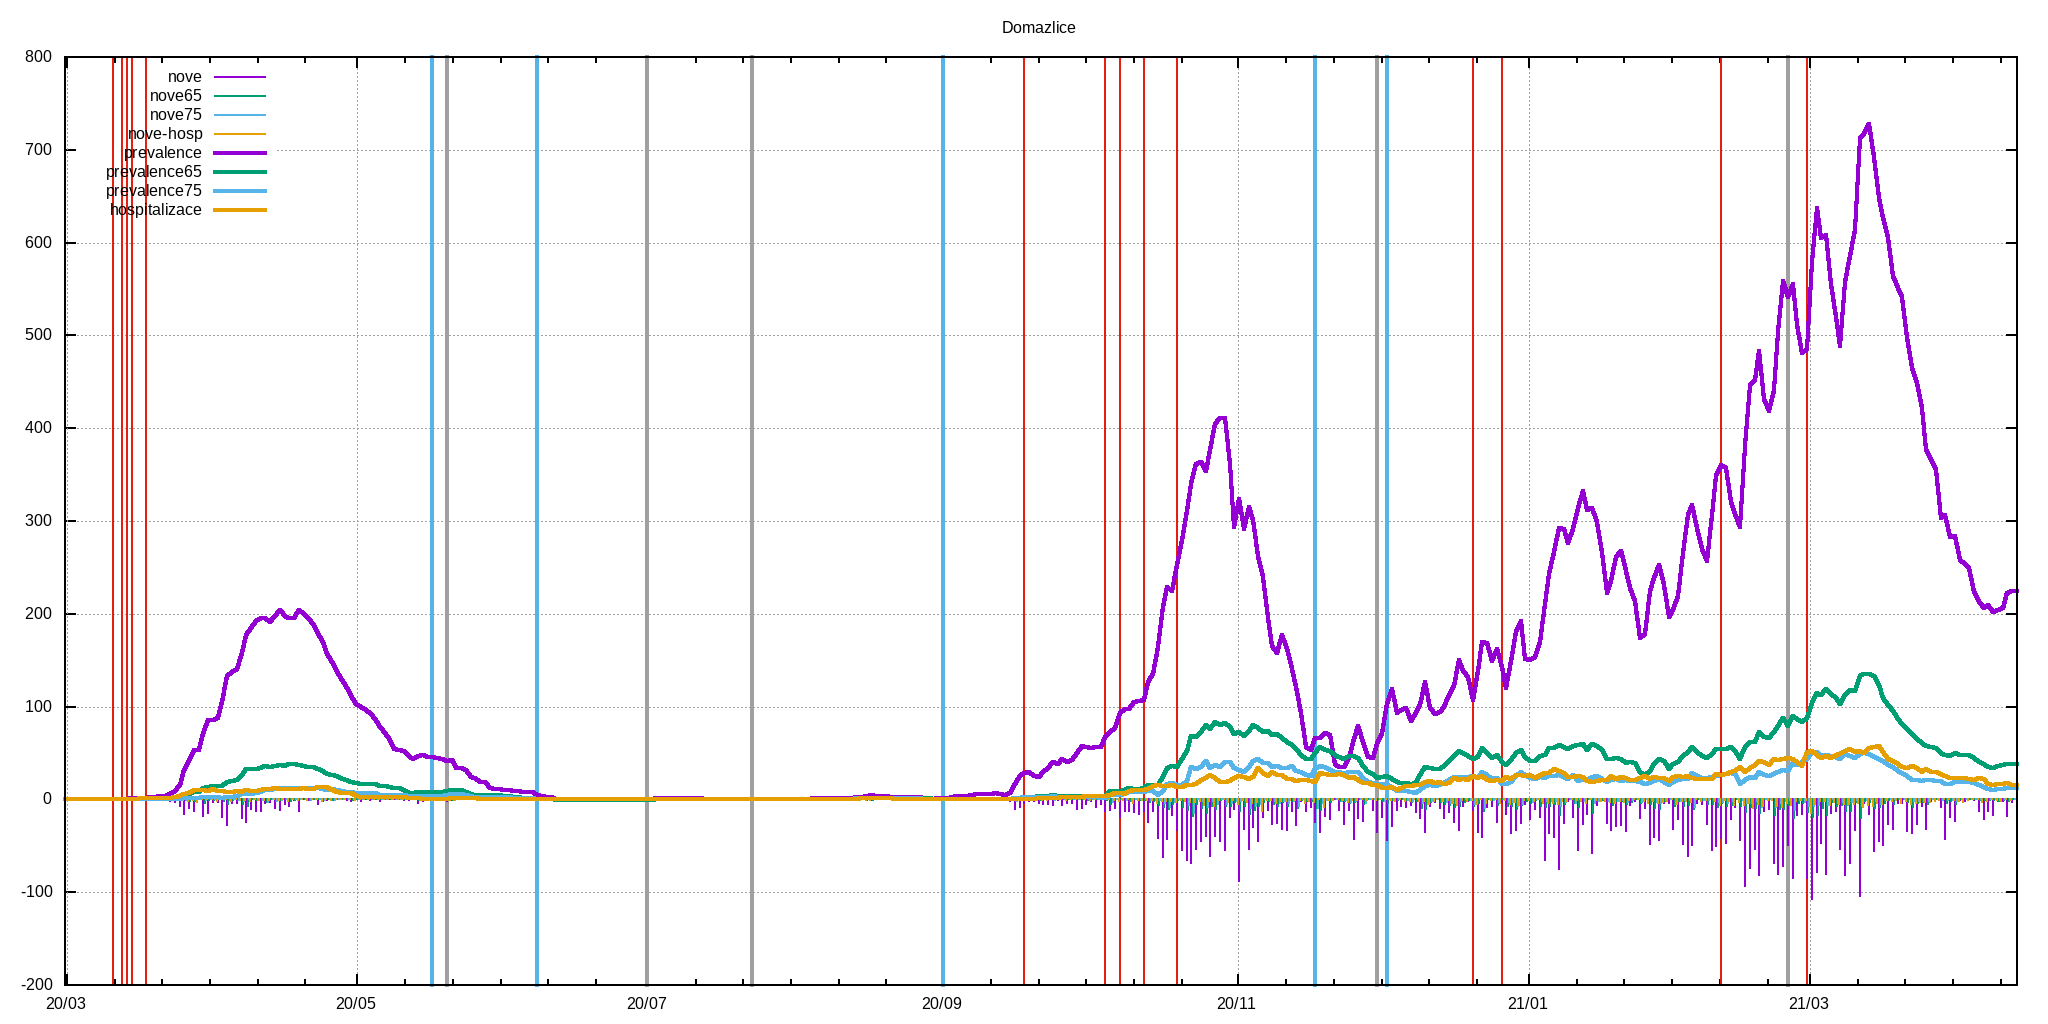 Domazlice
800
700
600
500
400
300
200
100
0
-100
-200
nove
nove65
nove75
nove-hosp
prevalence
prevalence65
prevalence75
hospitalizace
20/03 20/05 20/07 20/09 20/11 21/01 21/03